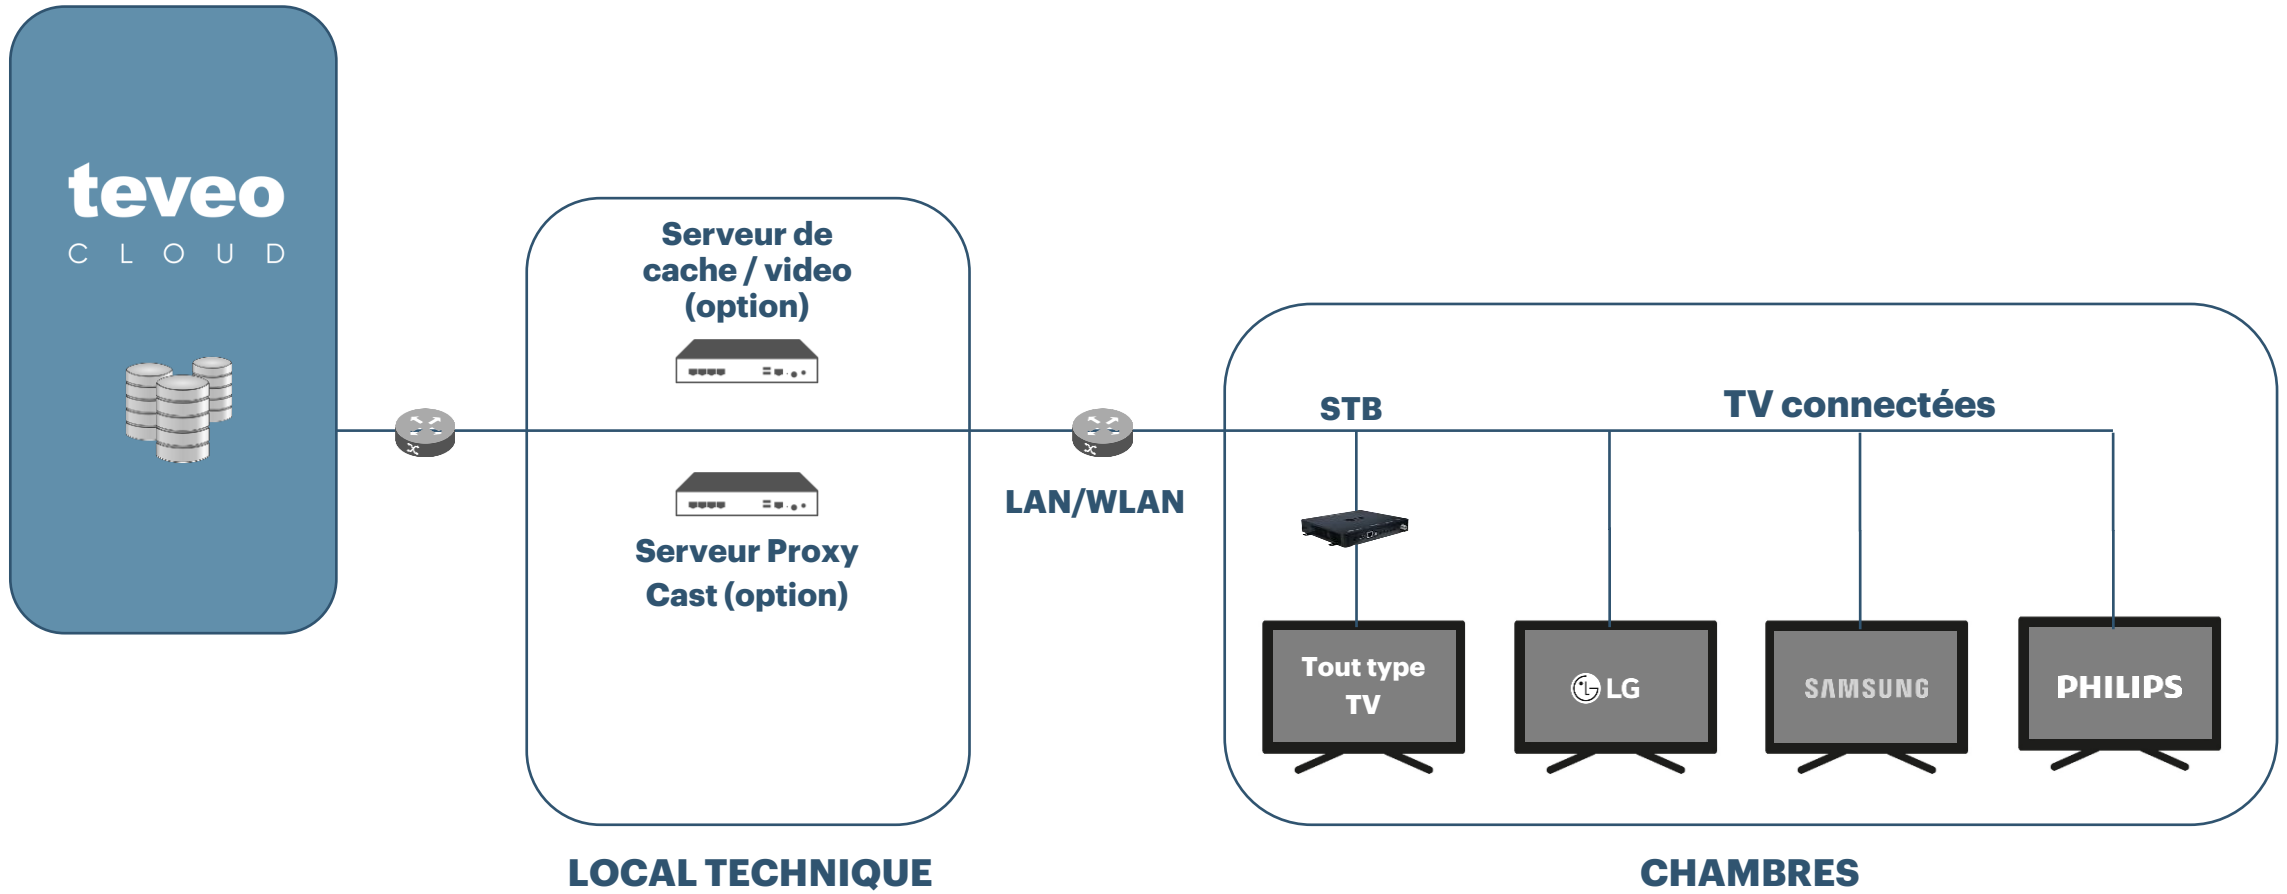 teveo
CLOUD
Serveur de
cache / video
(option)
Serveur Proxy
Cast (option)
LOCAL TECHNIQUE
LAN/WLAN
STB
TV connectées
Tout type
TV
LG
SAMSUNG
PHILIPS
CHAMBRES